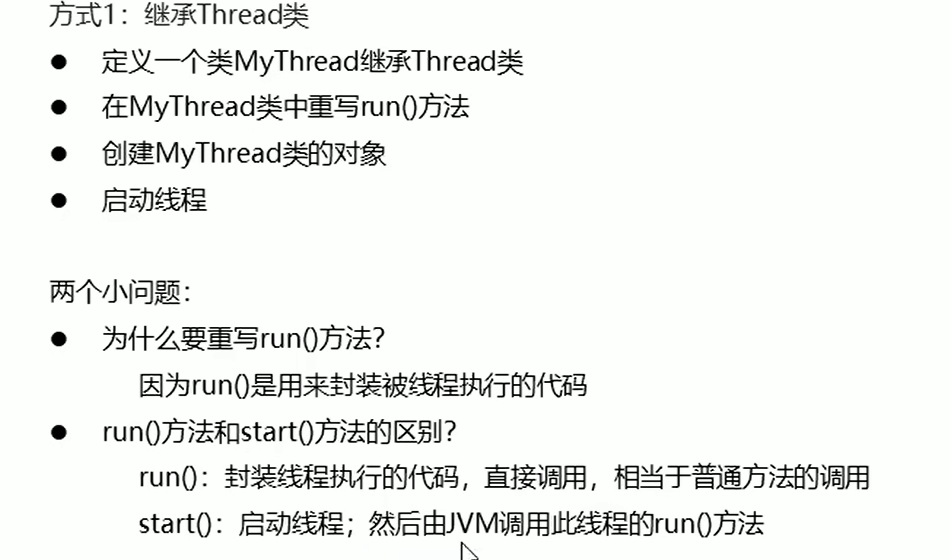 方式1：继承Thread类
● 定义一个类MyThread继承Thread类
● 在MyThread类中重写run()方法
● 创建MyThread类的对象
● 启动线程
两个小问题：
● 为什么要重写run()方法？
因为run()是用来封装被线程执行的代码
● run()方法和start()方法的区别？
run()：封装线程执行的代码，直接调用，相当于普通方法的调用
start()：启动线程；然后由JVM调用此线程的run()方法